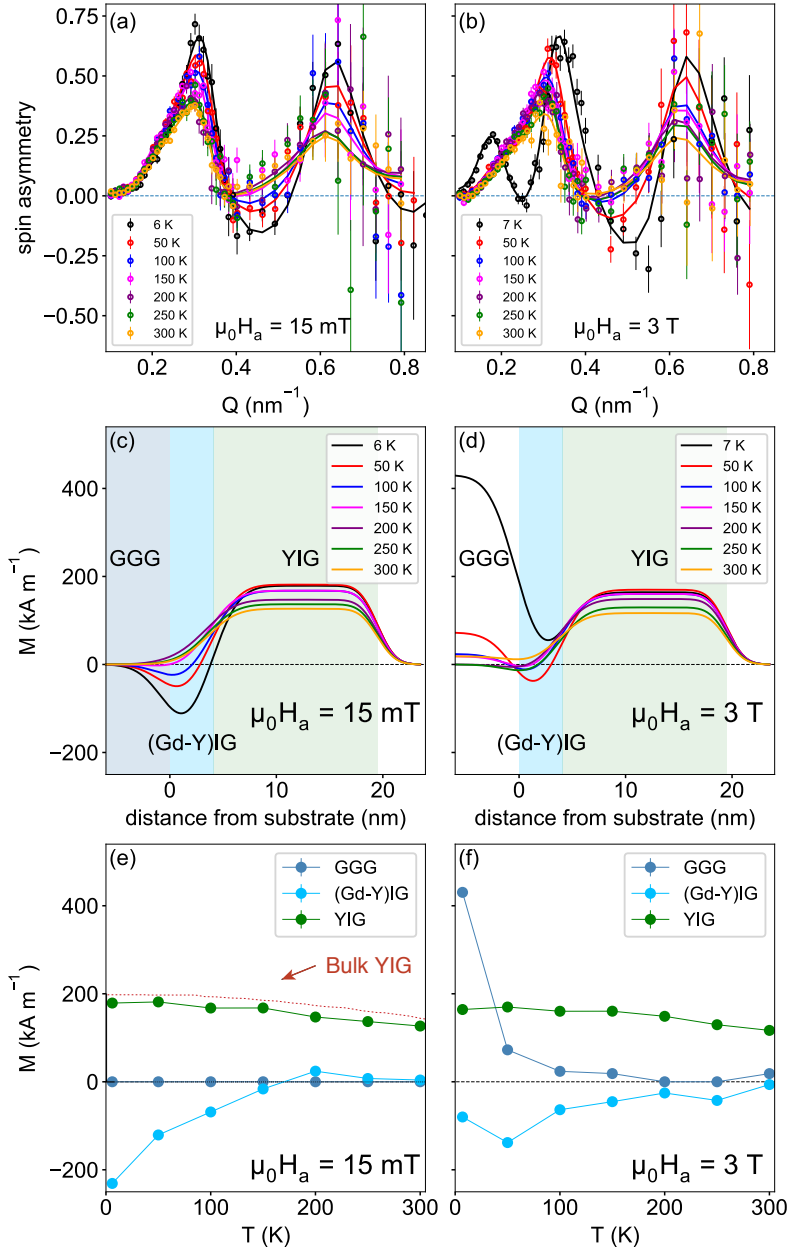 (a)
spin asymmetry
0.75
0.50
0.25
0.00
−0.25
−0.50
6 K
50 K
100 K
150 K
200 K
250 K
300 K
μ₀Hₐ = 15 mT
0.2 0.4 0.6 0.8
Q (nm⁻¹)
(b)
7 K
50 K
100 K
150 K
200 K
250 K
300 K
μ₀Hₐ = 3 T
0.2 0.4 0.6 0.8
Q (nm⁻¹)
(c)
M (kA m⁻¹)
400
200
0
−200
6 K
50 K
100 K
150 K
200 K
250 K
300 K
GGG
YIG
(Gd-Y)IG
μ₀Hₐ = 15 mT
0 10 20
distance from substrate (nm)
(d)
7 K
50 K
100 K
150 K
200 K
250 K
300 K
GGG
YIG
(Gd-Y)IG
μ₀Hₐ = 3 T
0 10 20
distance from substrate (nm)
(e)
M (kA m⁻¹)
400
200
0
−200
GGG
(Gd-Y)IG
YIG
Bulk YIG
μ₀Hₐ = 15 mT
0 100 200 300
T (K)
(f)
GGG
(Gd-Y)IG
YIG
μ₀Hₐ = 3 T
0 100 200 300
T (K)